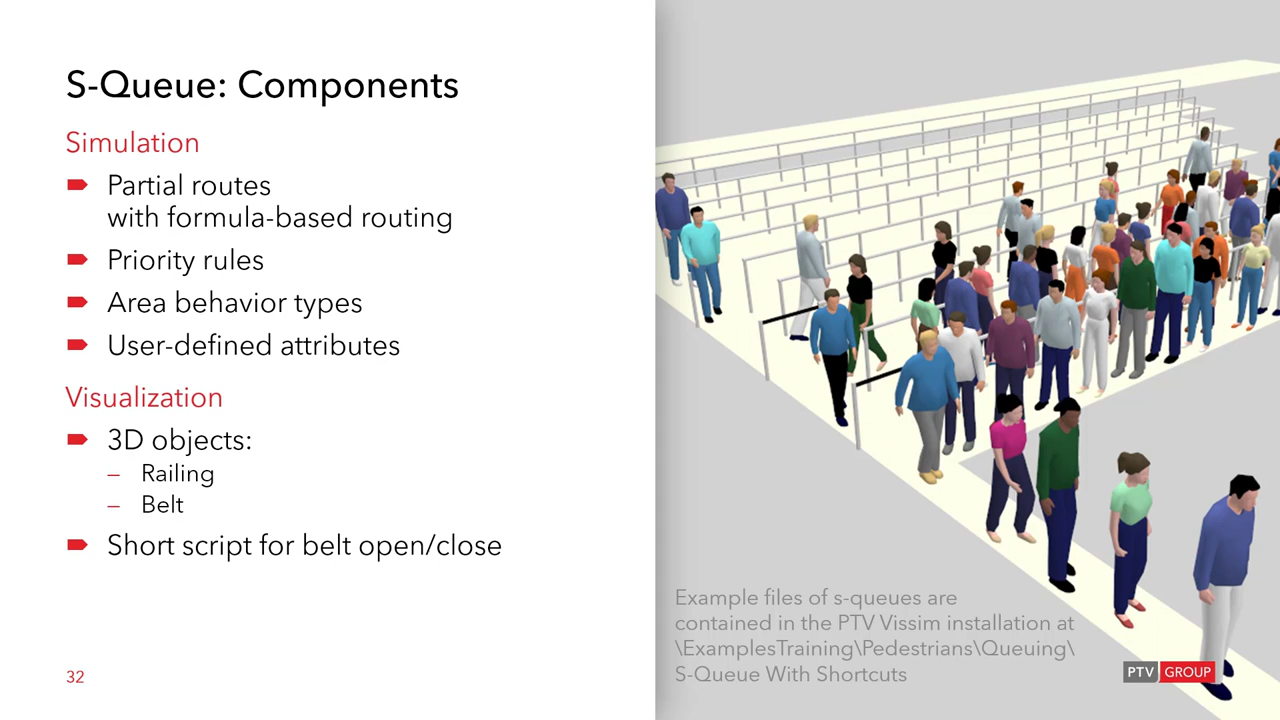 S-Queue: Components
Simulation
Partial routes
with formula-based routing
Priority rules
Area behavior types
User-defined attributes
Visualization
3D objects:
– Railing
– Belt
Short script for belt open/close
Example files of s-queues are
contained in the PTV Vissim installation at
\ExamplesTraining\Pedestrians\Queuing\
S-Queue With Shortcuts
32
PTV GROUP